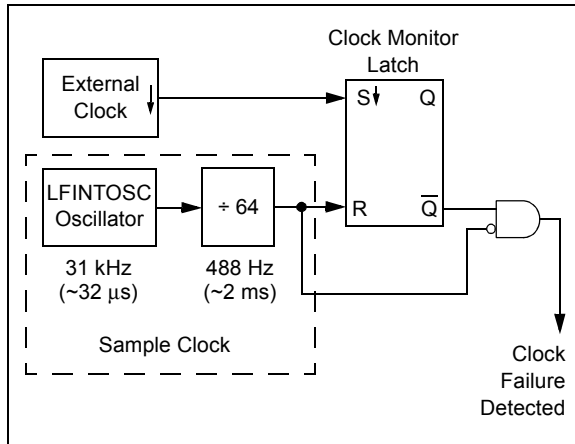 Clock Monitor
Latch
External
Clock
S
Q
LFINTOSC
Oscillator
÷ 64
R
Q̅
31 kHz
(~32 μs)
488 Hz
(~2 ms)
Sample Clock
Clock
Failure
Detected